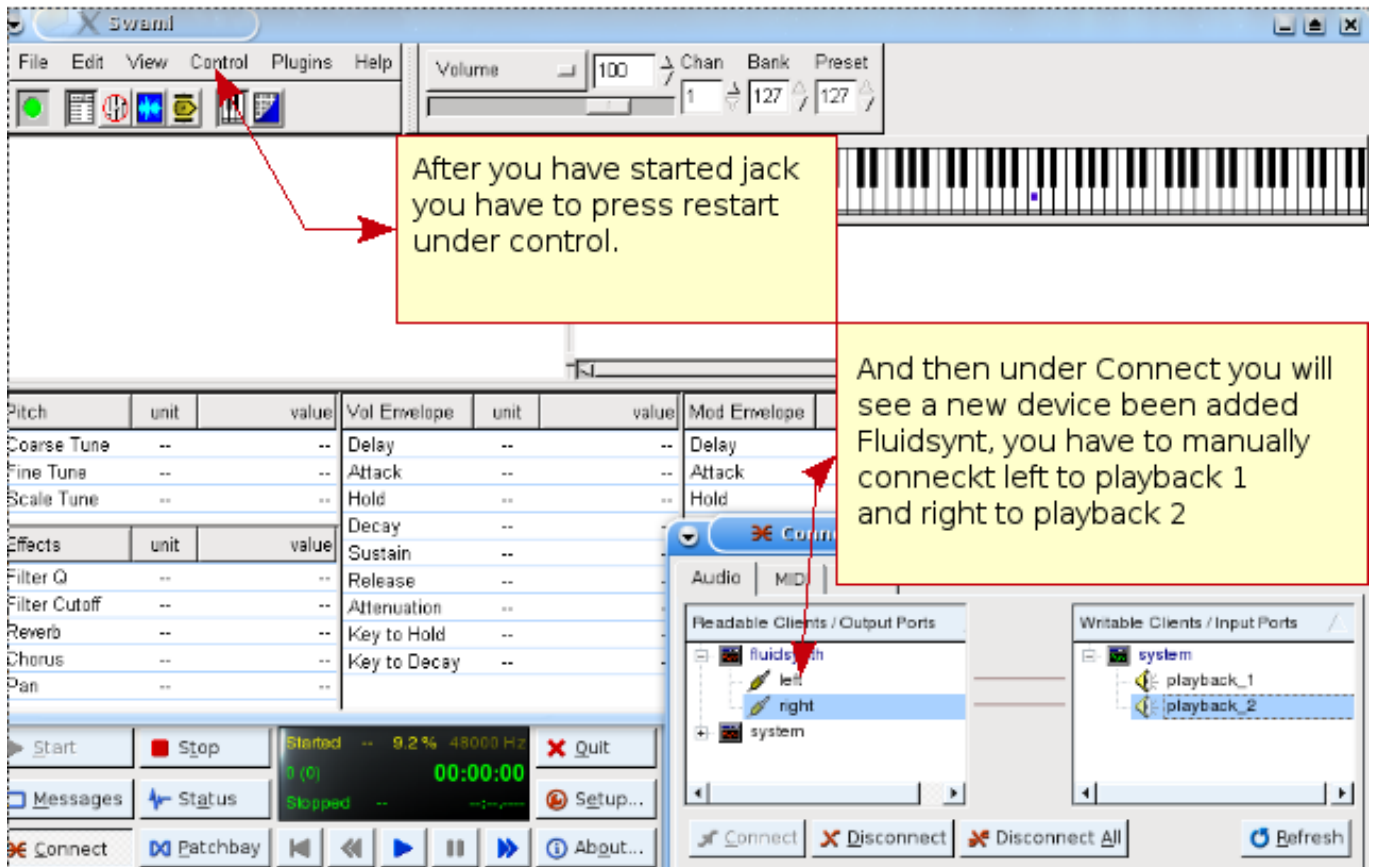 Swami
File Edit View Control Plugins Help
Volume 100
Chan Bank Preset
1 127 127
After you have started jack
you have to press restart
under control.
And then under Connect you will
see a new device been added
Fluidsynt, you have to manually
conneckt left to playback 1
and right to playback 2
Pitch unit value
Coarse Tune -- --
Fine Tune -- --
Scale Tune -- --
Effects unit value
Filter Q -- --
Filter Cutoff -- --
Reverb -- --
Chorus -- --
Pan -- --
Vol Envelope unit value
Delay -- --
Attack -- --
Hold -- --
Decay --
Sustain --
Release --
Attenuation --
Key to Hold --
Key to Decay --
Mod Envelope
Delay
Attack
Hold
Audio MIDI
Readable Clients / Output Ports
fluidsynth
left
right
system
Writable Clients / Input Ports
system
playback_1
playback_2
Connect Disconnect Disconnect All Refresh
Start Stop
Started -- 9.2 % 48000 Hz
0 (0) 00:00:00
Stopped -- --:--.----
Quit
Messages Status Setup...
Connect Patchbay About...